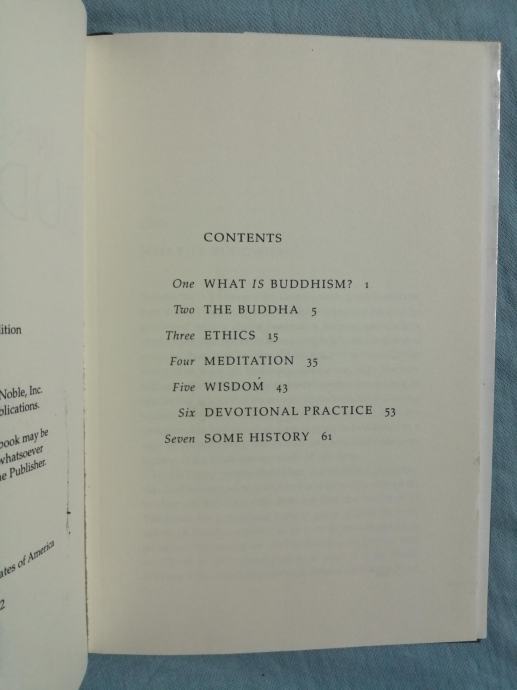 ition
Noble, Inc.
blications.
book may be
whatsoever
e Publisher.
ates of America
2
CONTENTS
One WHAT IS BUDDHISM? 1
Two THE BUDDHA 5
Three ETHICS 15
Four MEDITATION 35
Five WISDOM 43
Six DEVOTIONAL PRACTICE 53
Seven SOME HISTORY 61